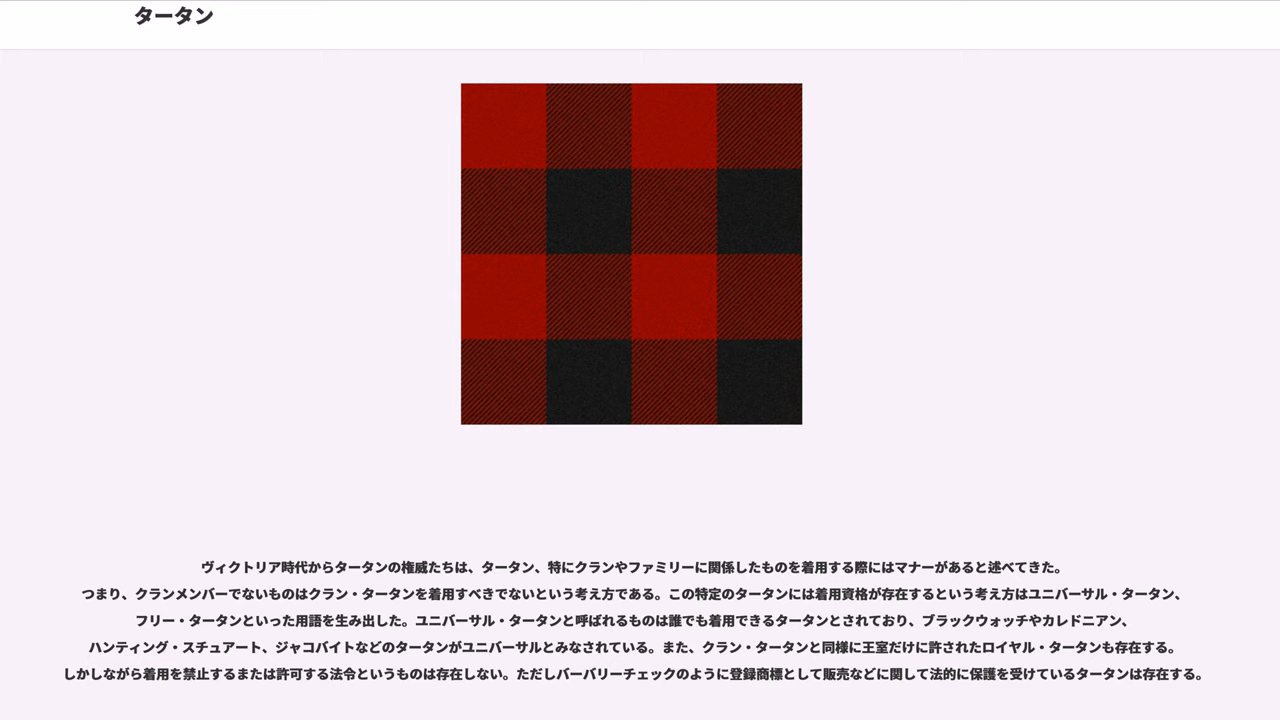 タータン
ヴィクトリア時代からタータンの権威たちは、タータン、特にクランやファミリーに関係したものを着用する際にはマナーがあると述べてきた。
つまり、クランメンバーでないものはクラン・タータンを着用すべきでないという考え方である。この特定のタータンには着用資格が存在するという考え方はユニバーサル・タータン、
フリー・タータンといった用語を生み出した。ユニバーサル・タータンと呼ばれるものは誰でも着用できるタータンとされており、ブラックウォッチやカレドニアン、
ハンティング・スチュアート、ジャコバイトなどのタータンがユニバーサルとみなされている。また、クラン・タータンと同様に王室だけに許されたロイヤル・タータンも存在する。
しかしながら着用を禁止するまたは許可する法令というものは存在しない。ただしバーバリーチェックのように登録商標として販売などに関して法的に保護を受けているタータンは存在する。